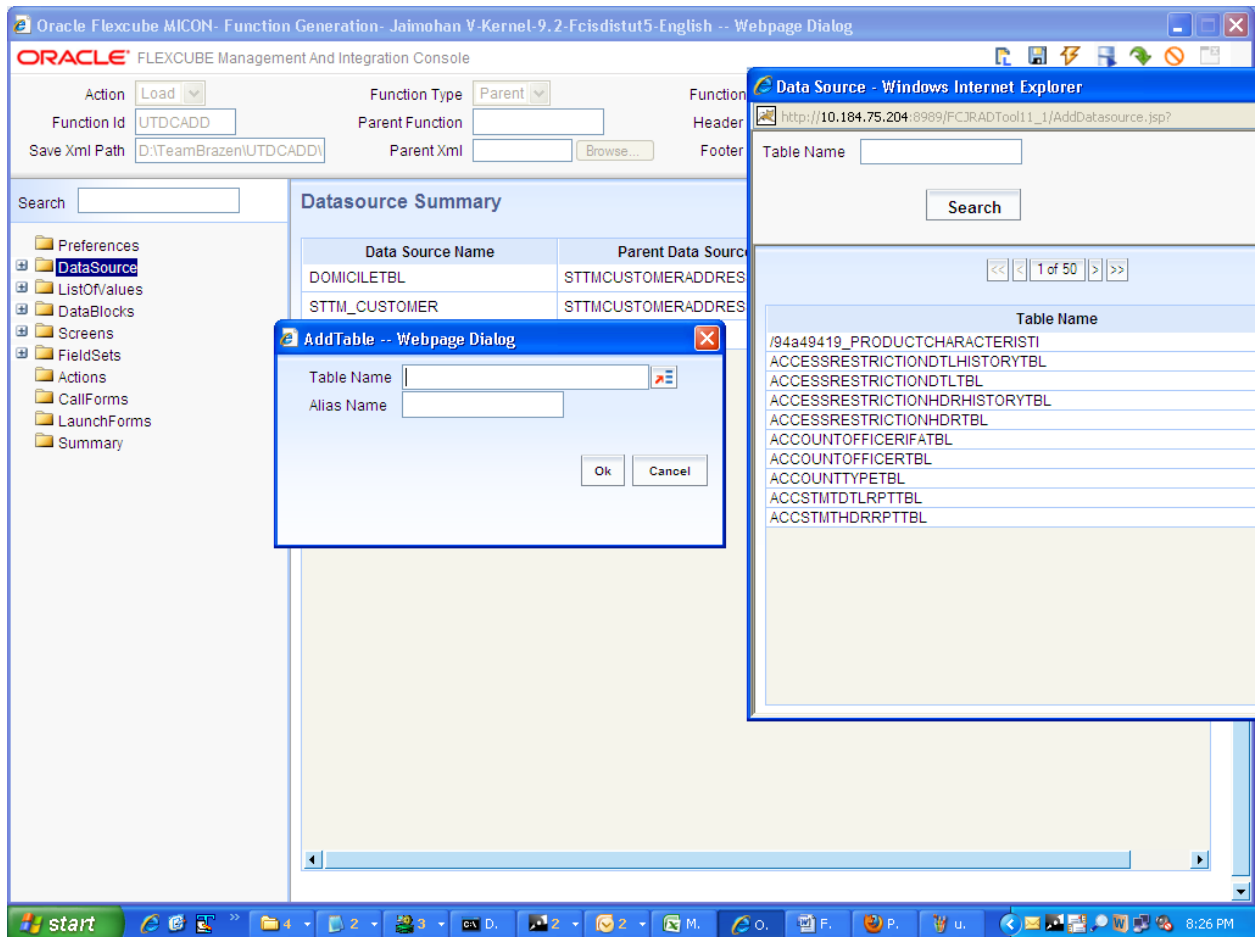 Oracle Flexcube MICON- Function Generation- Jaimohan V-Kernel-9.2-Fcisdistut5-English -- Webpage Dialog
ORACLE FLEXCUBE Management And Integration Console
Action Load Function Type Parent Function
Function Id UTDCADD Parent Function Header
Save Xml Path D:\TeamBrazen\UTDCADD\ Parent Xml Browse... Footer
Search
Preferences
DataSource
ListOfValues
DataBlocks
Screens
FieldSets
Actions
CallForms
LaunchForms
Summary
Datasource Summary
Data Source Name Parent Data Source
DOMICILETBL STTMCUSTOMERADDRES
STTM_CUSTOMER STTMCUSTOMERADDRES
AddTable -- Webpage Dialog
Table Name
Alias Name
Ok Cancel
Data Source - Windows Internet Explorer
http://10.184.75.204:8989/FCJRADTool11_1/AddDatasource.jsp?
Table Name
Search
<< < 1 of 50 > >>
Table Name
/94a49419_PRODUCTCHARACTERISTI
ACCESSRESTRICTIONDTLHISTORYTBL
ACCESSRESTRICTIONDTLTBL
ACCESSRESTRICTIONHDRHISTORYTBL
ACCESSRESTRICTIONHDRTBL
ACCOUNTOFFICERIFATBL
ACCOUNTOFFICERTBL
ACCOUNTTYPETBL
ACCSTMTDTLRPTTBL
ACCSTMTHDRRPTTBL
start 4 2 3 D. 2 2 M. O. F. P. u. 8:26 PM